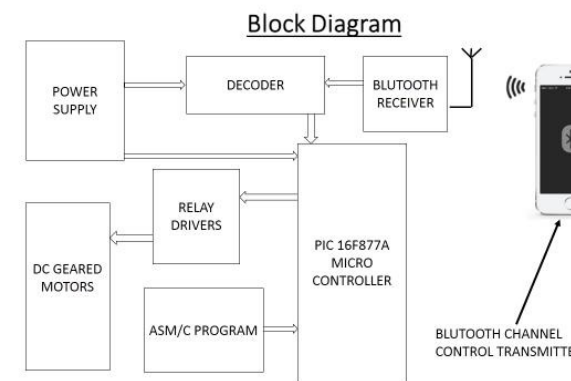 Block Diagram
POWER
SUPPLY
DECODER
BLUTOOTH
RECEIVER
RELAY
DRIVERS
PIC 16F877A
MICRO
CONTROLLER
DC GEARED
MOTORS
ASM/C PROGRAM
BLUTOOTH CHANNEL
CONTROL TRANSMITTE